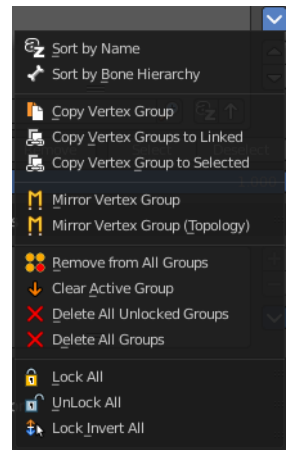 Sort by Name
Sort by Bone Hierarchy
Copy Vertex Group
Copy Vertex Groups to Linked
Copy Vertex Group to Selected
Mirror Vertex Group
Mirror Vertex Group (Topology)
Remove from All Groups
Clear Active Group
Delete All Unlocked Groups
Delete All Groups
Lock All
UnLock All
Lock Invert All